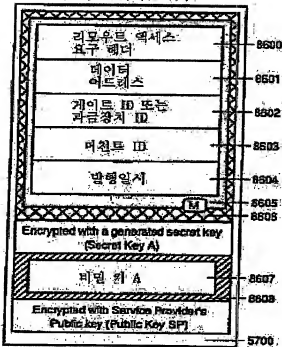 리모우트 액세스
요구 헤더
8600
데이터
어드레스
8601
게이트 ID 또는
과금장치 ID
8602
머천트 ID
8603
발행일시
8604
M
8605
8606
Encrypted with a generated secret key
(Secret Key A)
비밀 키 A
8607
8608
Encrypted with Service Provider's
Public key (Public Key SP)
5700